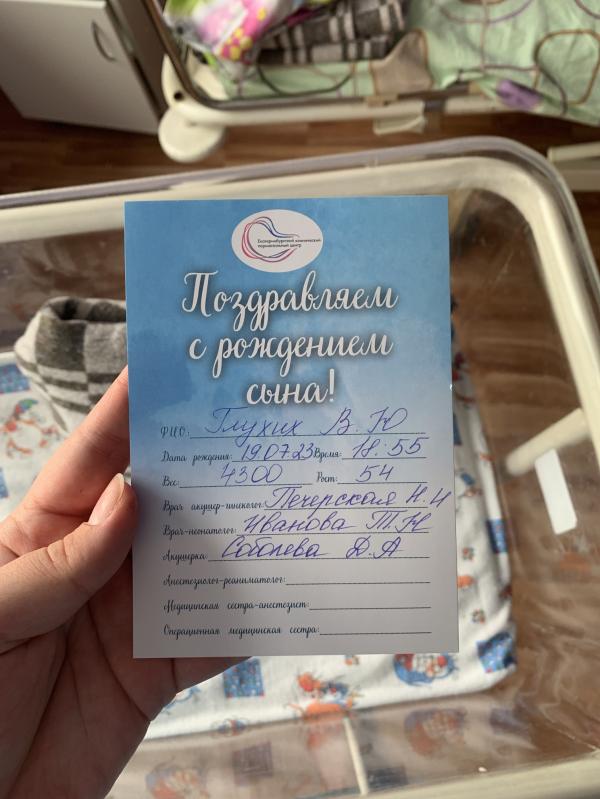 Екатеринбургский клинический
перинатальный центр
Поздравляем
с рождением
сына!
Ф.И.О.: Глухих В. Ю
Дата рождения: 19.07.23 Время: 18:55
Вес: 4300 Рост: 54
Врач акушер-гинеколог: Печерская Н.И
Врач-неонатолог: Иванова Т.Н
Акушерка: Соболева Д.А
Анестезиолог-реаниматолог:
Медицинская сестра-анестезист:
Операционная медицинская сестра: